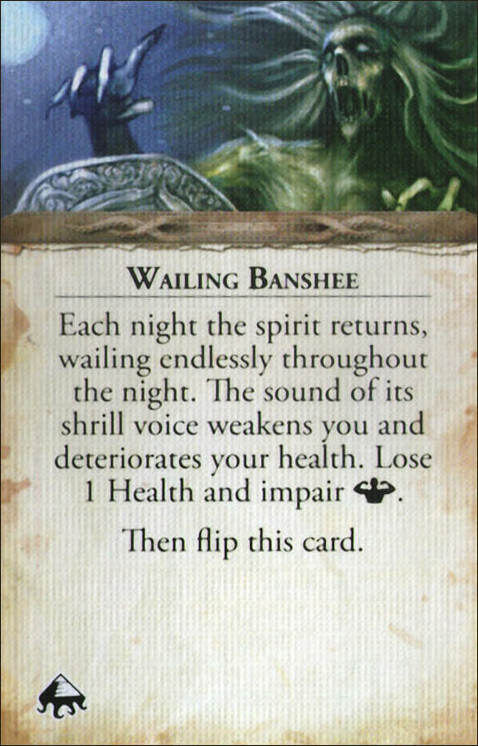 Wailing Banshee
Each night the spirit returns,
wailing endlessly throughout
the night. The sound of its
shrill voice weakens you and
deteriorates your health. Lose
1 Health and impair .
Then flip this card.